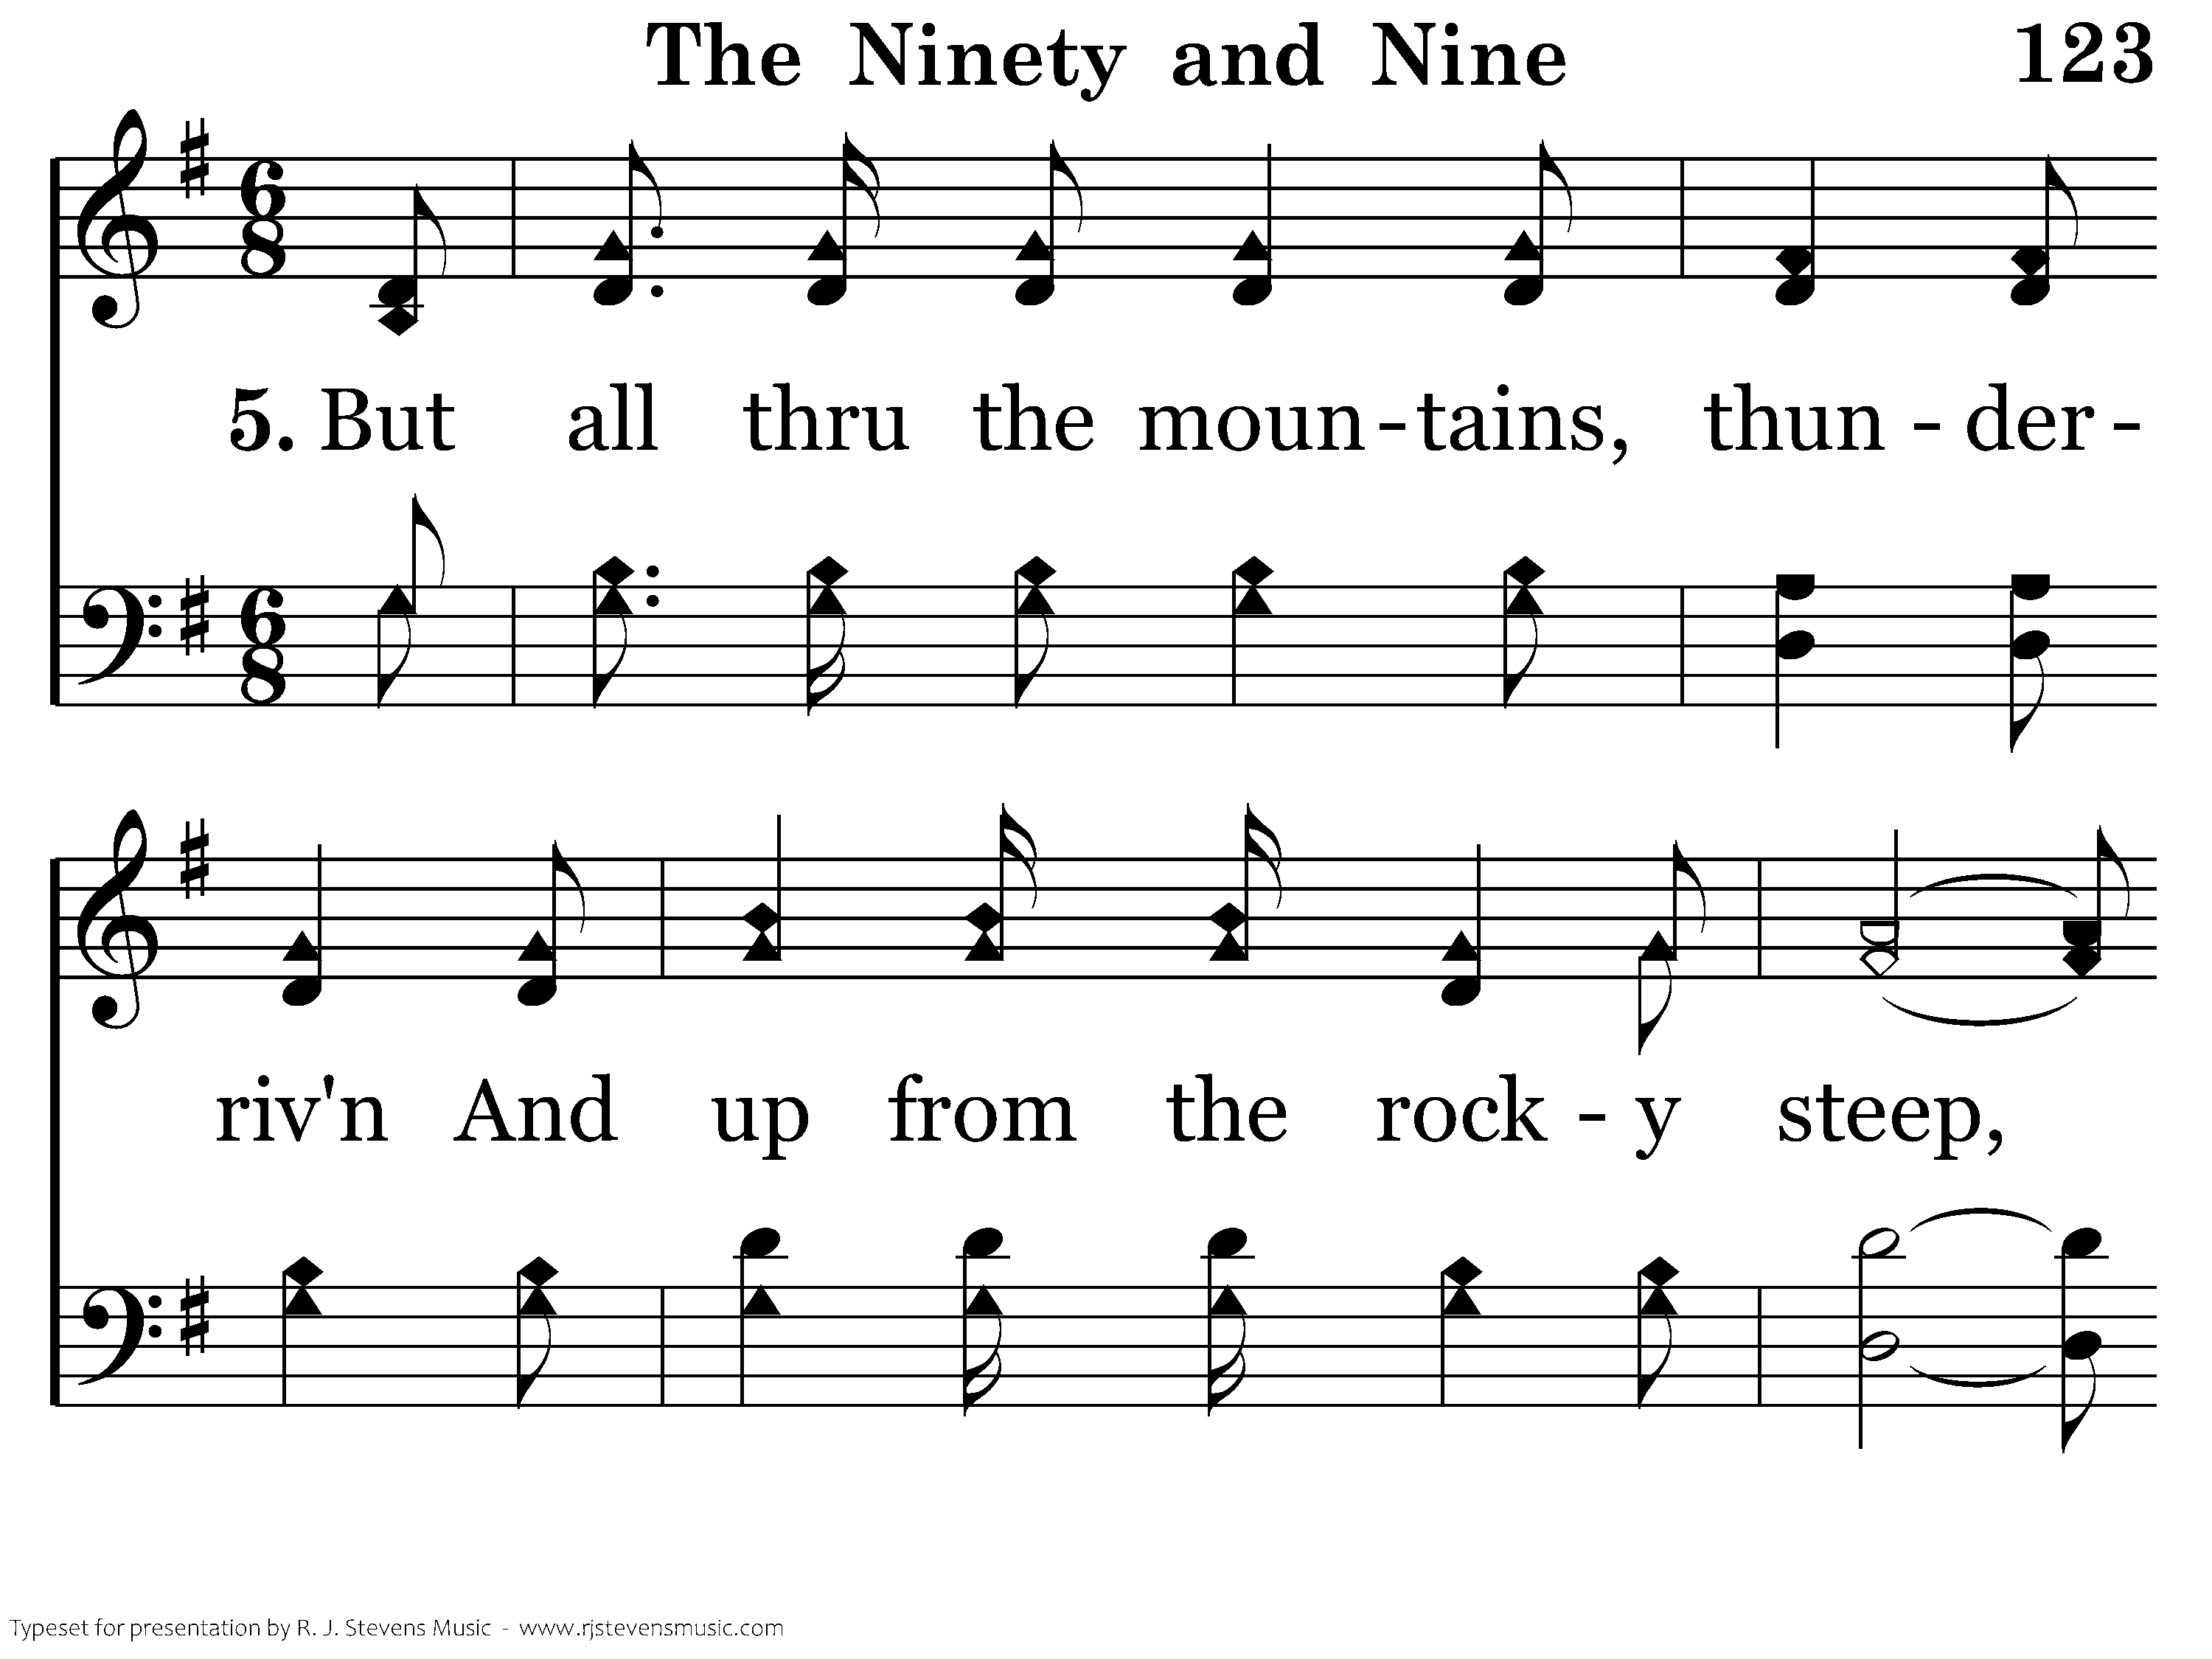 The Ninety and Nine 123
6 8
5. But all thru the moun - tains, thun - der -
6 8
riv'n And up from the rock - y steep,
Typeset for presentation by R. J. Stevens Music - www.rjstevensmusic.com